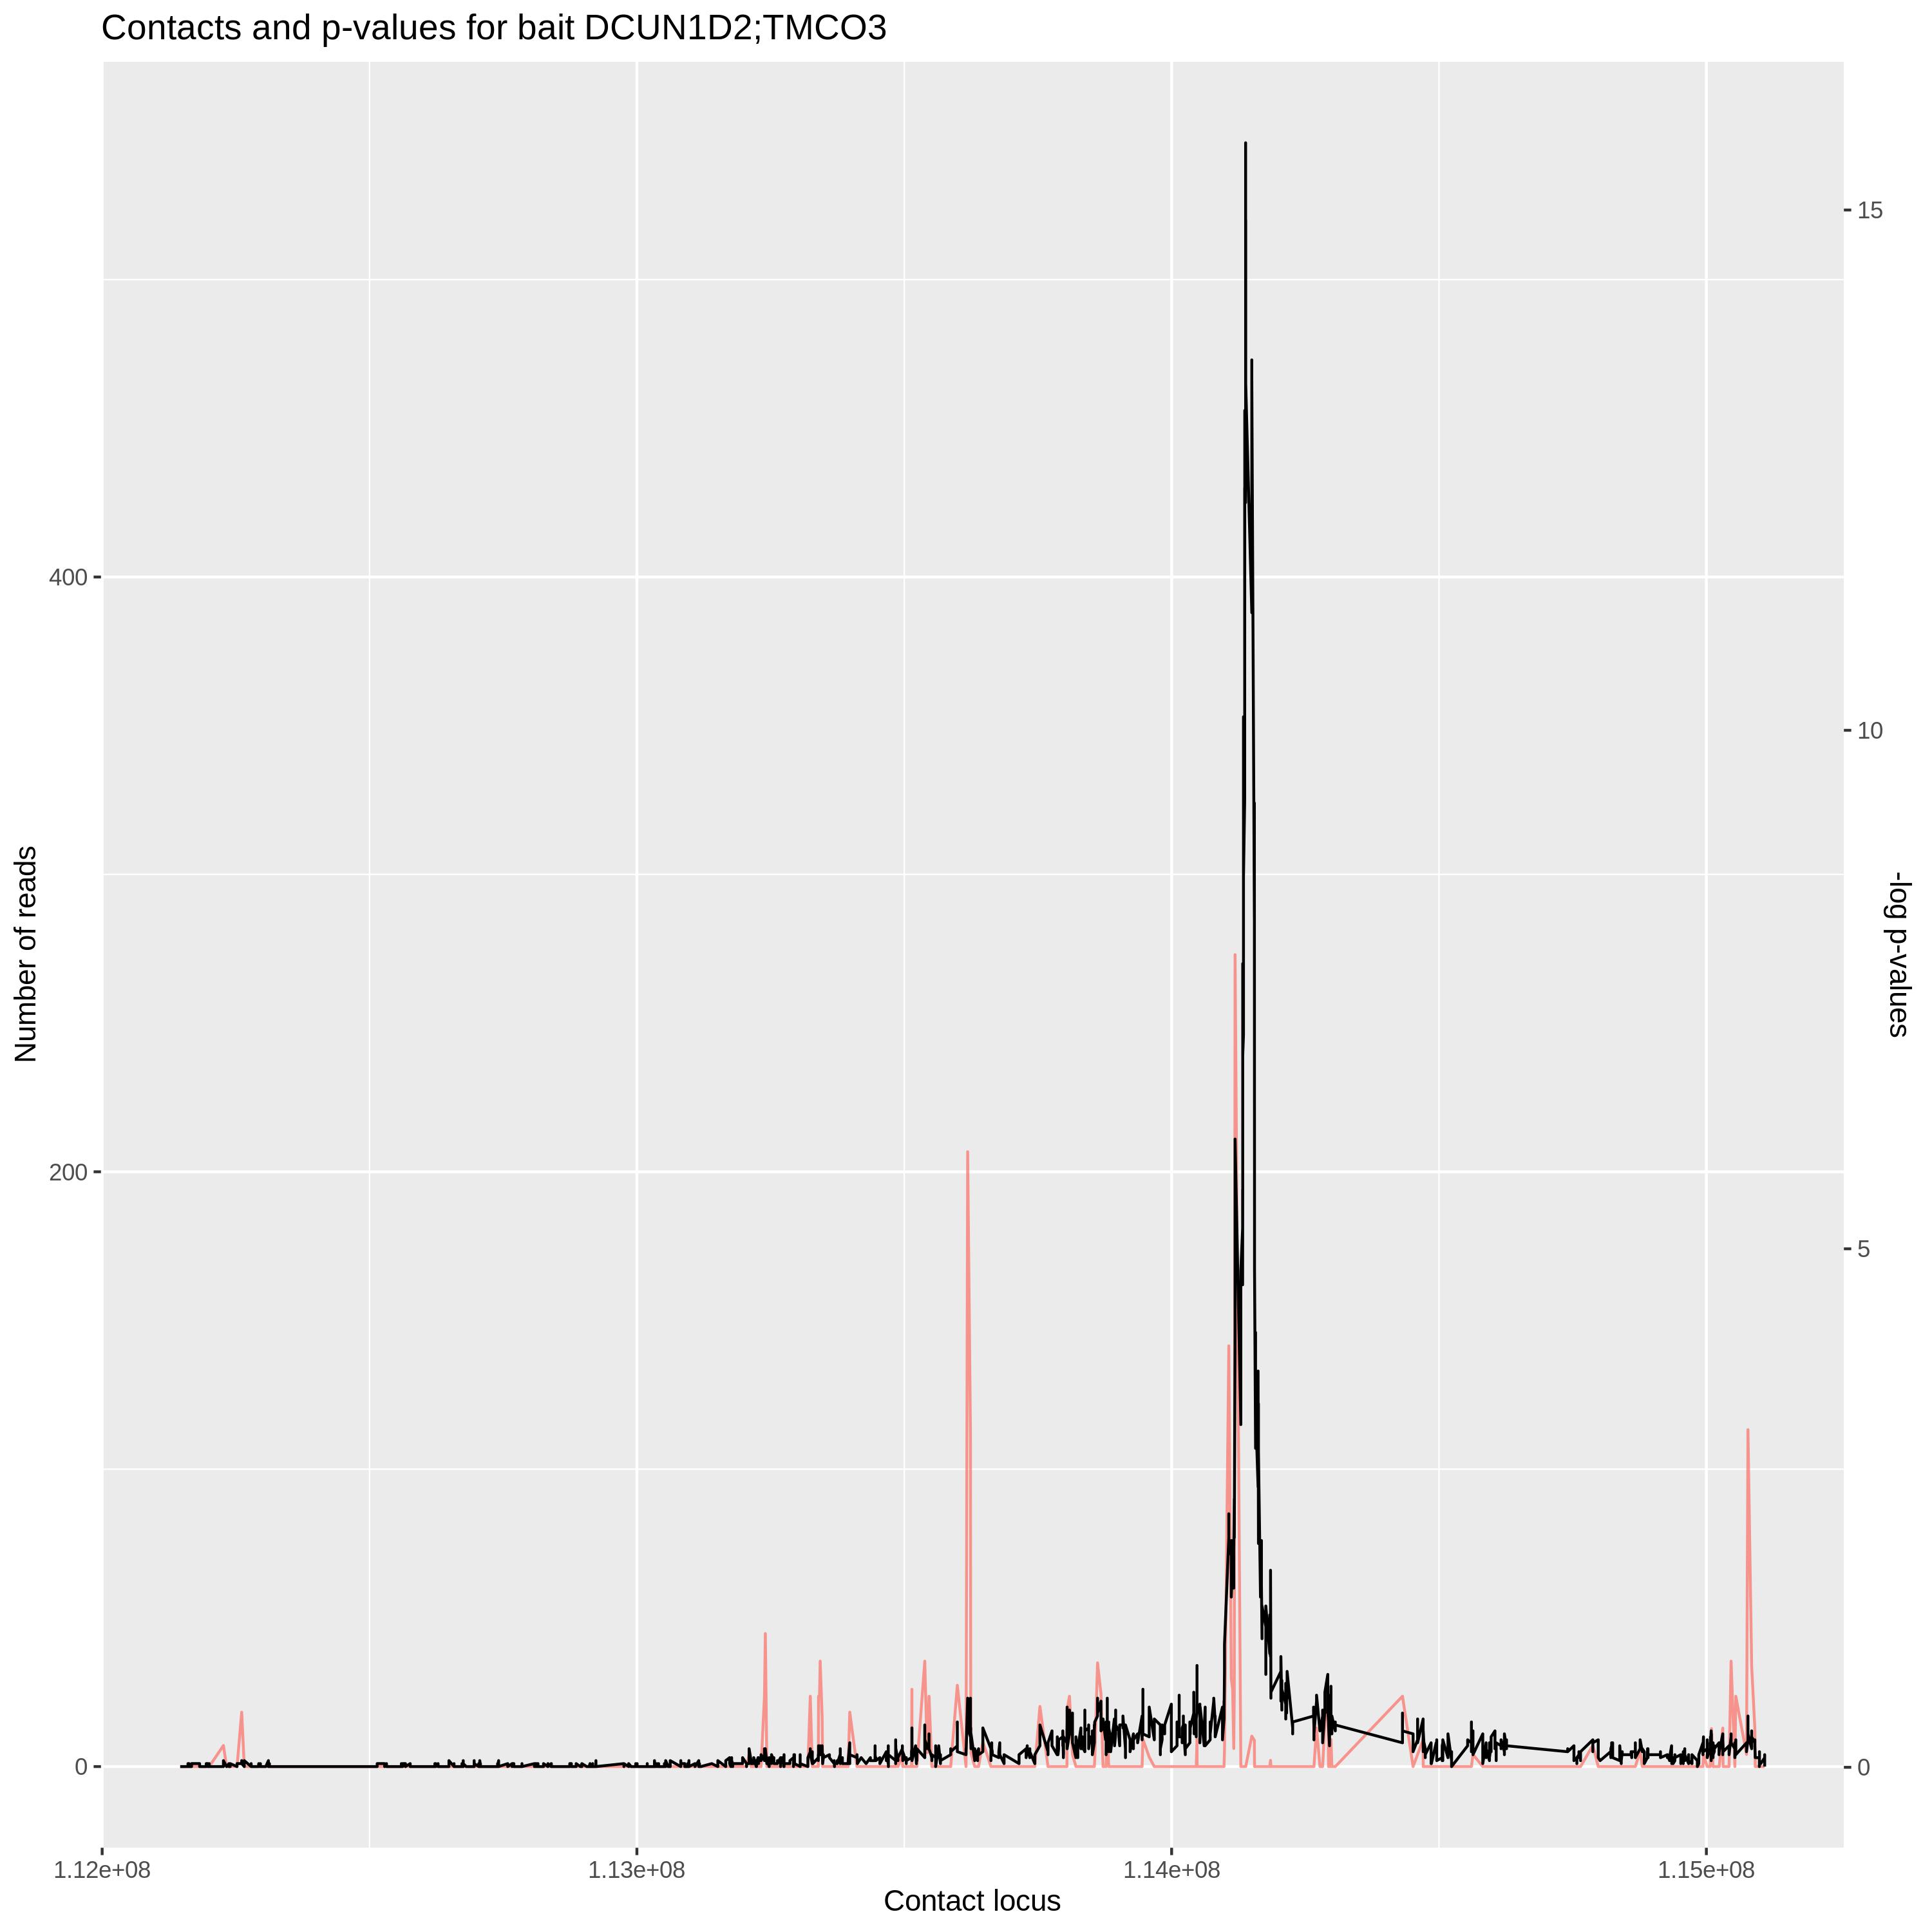 Contacts and p-values for bait DCUN1D2;TMCO3
15
400
10
Number of reads
-log p-values
200
5
0
0
1.12e+08
1.13e+08
1.14e+08
1.15e+08
Contact locus